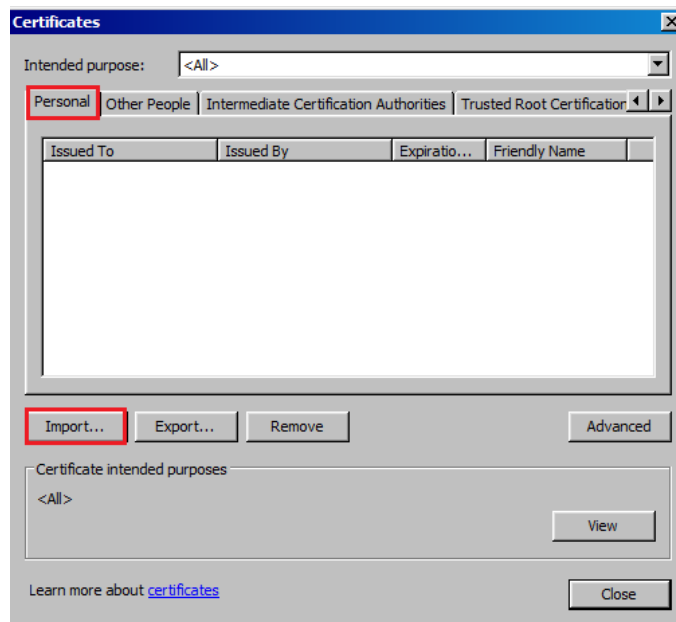 Certificates
Intended purpose: <All>
Personal Other People Intermediate Certification Authorities Trusted Root Certification
Issued To Issued By Expiratio... Friendly Name
Import... Export... Remove Advanced
Certificate intended purposes
<All>
View
Learn more about certificates
Close